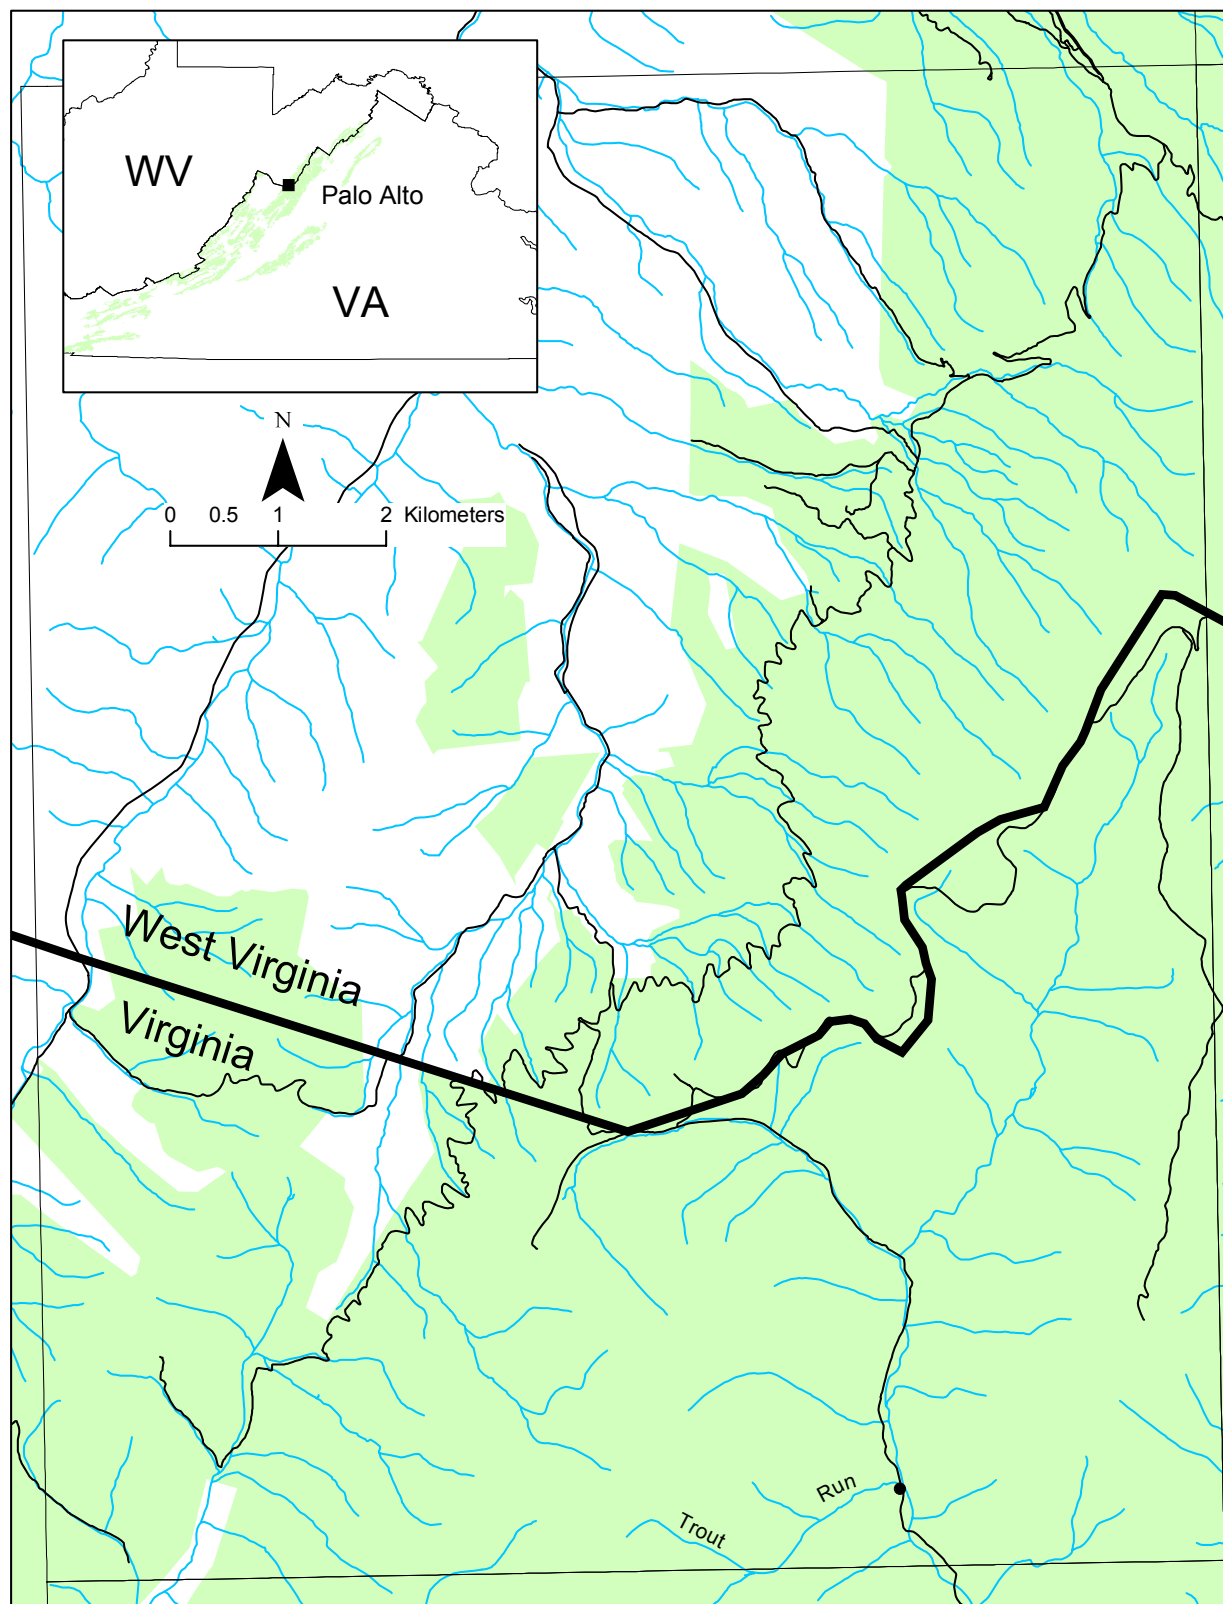 WV
Palo Alto
VA
N
0 0.5 1 2 Kilometers
West Virginia
Virginia
Run
Trout